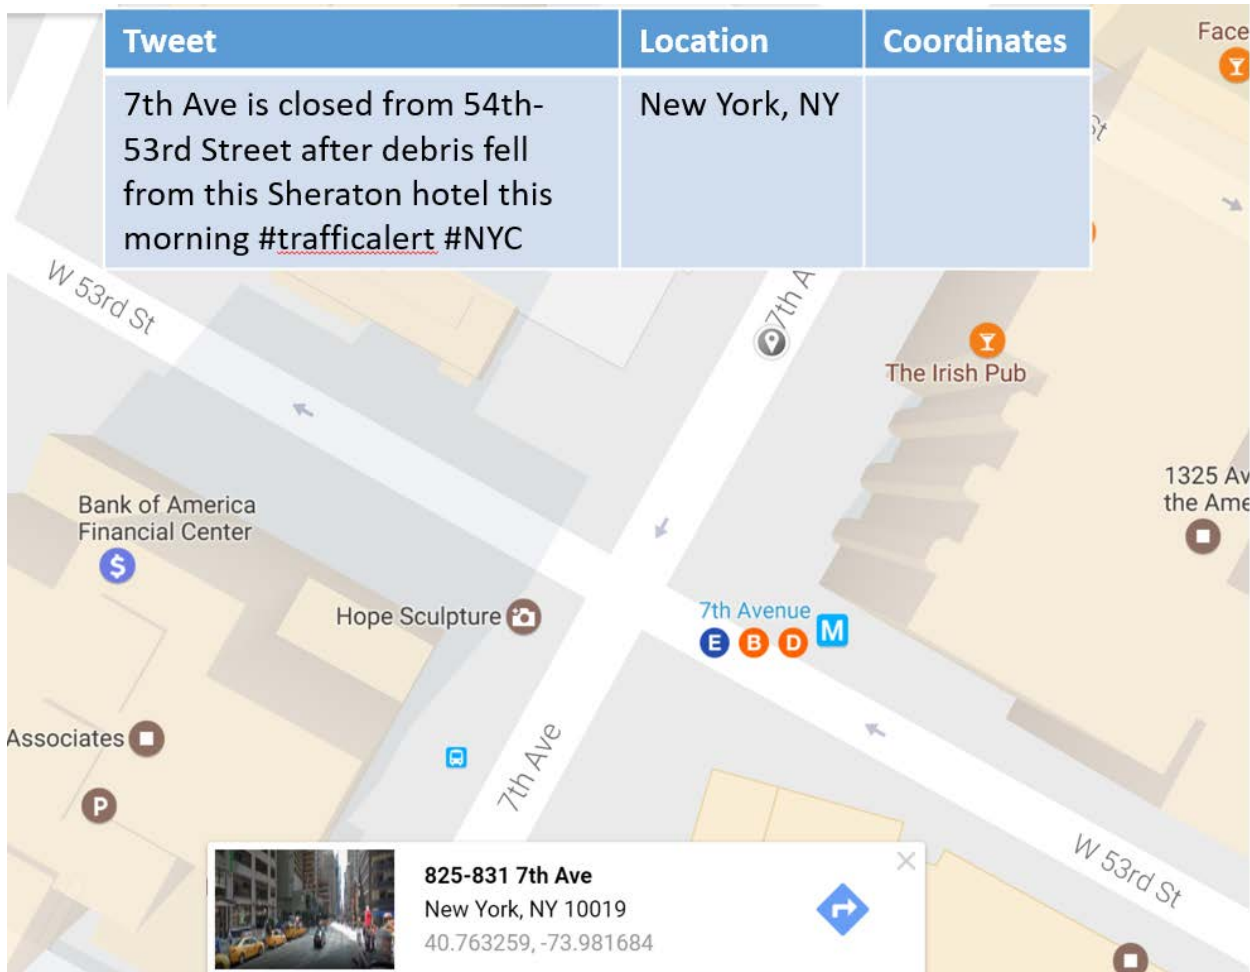 Tweet
Location
Coordinates
7th Ave is closed from 54th-
53rd Street after debris fell
from this Sheraton hotel this
morning #trafficalert #NYC
New York, NY
Face
St
W 53rd St
7th A
The Irish Pub
1325 Av
the Ame
Bank of America
Financial Center
$
Hope Sculpture
7th Avenue
E B D M
Associates
P
7th Ave
W 53rd St
825-831 7th Ave
New York, NY 10019
40.763259, -73.981684